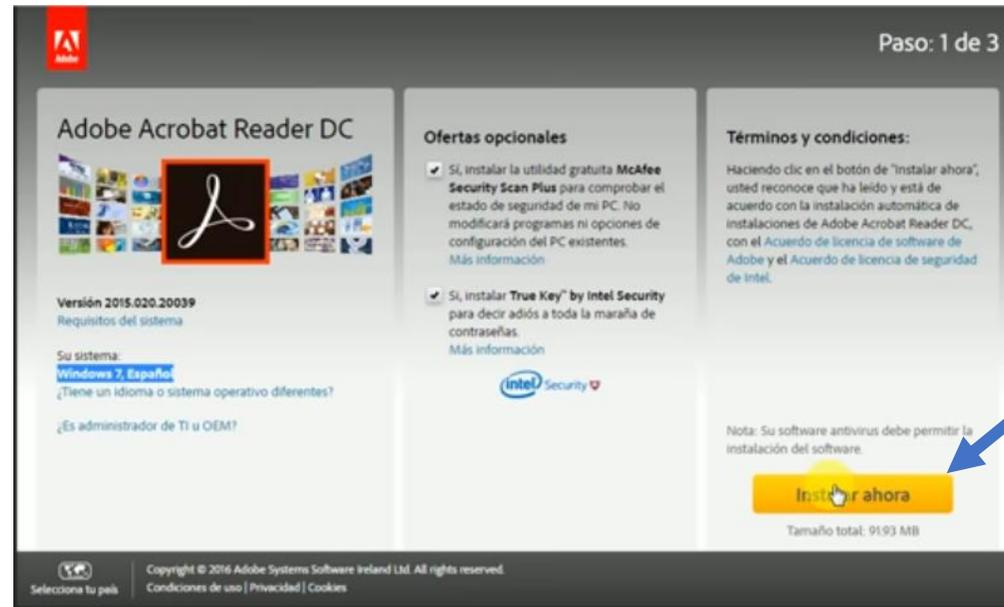 Adobe
Paso: 1 de 3
Adobe Acrobat Reader DC
Versión 2015.020.20039
Requisitos del sistema
Su sistema:
Windows 7, Español
¿Tiene un idioma o sistema operativo diferentes?
¿Es administrador de TI u OEM?
Ofertas opcionales
Sí, instalar la utilidad gratuita McAfee
Security Scan Plus para comprobar el
estado de seguridad de mi PC. No
modificará programas ni opciones de
configuración del PC existentes.
Más información
Sí, instalar True Key" by Intel Security
para decir adiós a toda la maraña de
contraseñas.
Más información
intel Security
Términos y condiciones:
Haciendo clic en el botón de "Instalar ahora",
usted reconoce que ha leído y está de
acuerdo con la instalación automática de
instalaciones de Adobe Acrobat Reader DC,
con el Acuerdo de licencia de software de
Adobe y el Acuerdo de licencia de seguridad
de Intel.
Nota: Su software antivirus debe permitir la
instalación del software.
Instalar ahora
Tamaño total: 91.93 MB
Selecciona tu país
Copyright © 2016 Adobe Systems Software Ireland Ltd. All rights reserved.
Condiciones de uso | Privacidad | Cookies